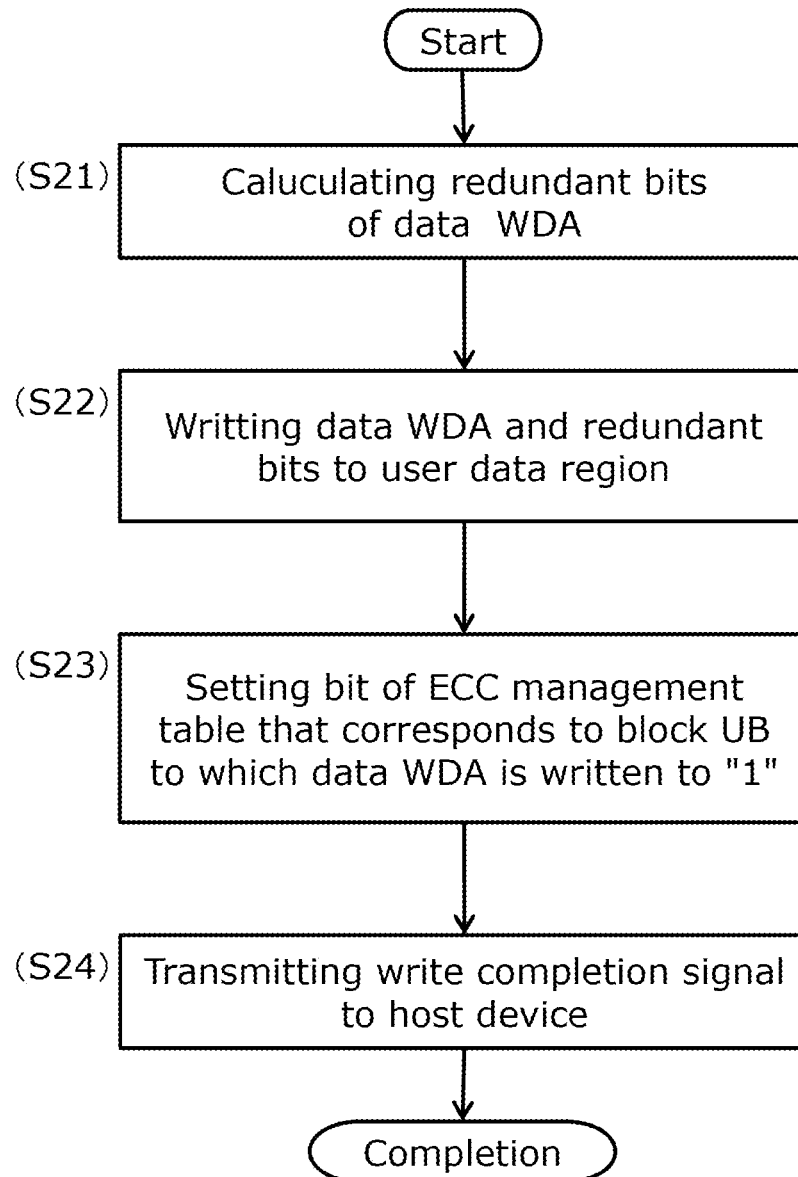 Start
(S21)
Caluculating redundant bits
of data WDA
(S22)
Writting data WDA and redundant
bits to user data region
(S23)
Setting bit of ECC management
table that corresponds to block UB
to which data WDA is written to "1"
(S24)
Transmitting write completion signal
to host device
Completion